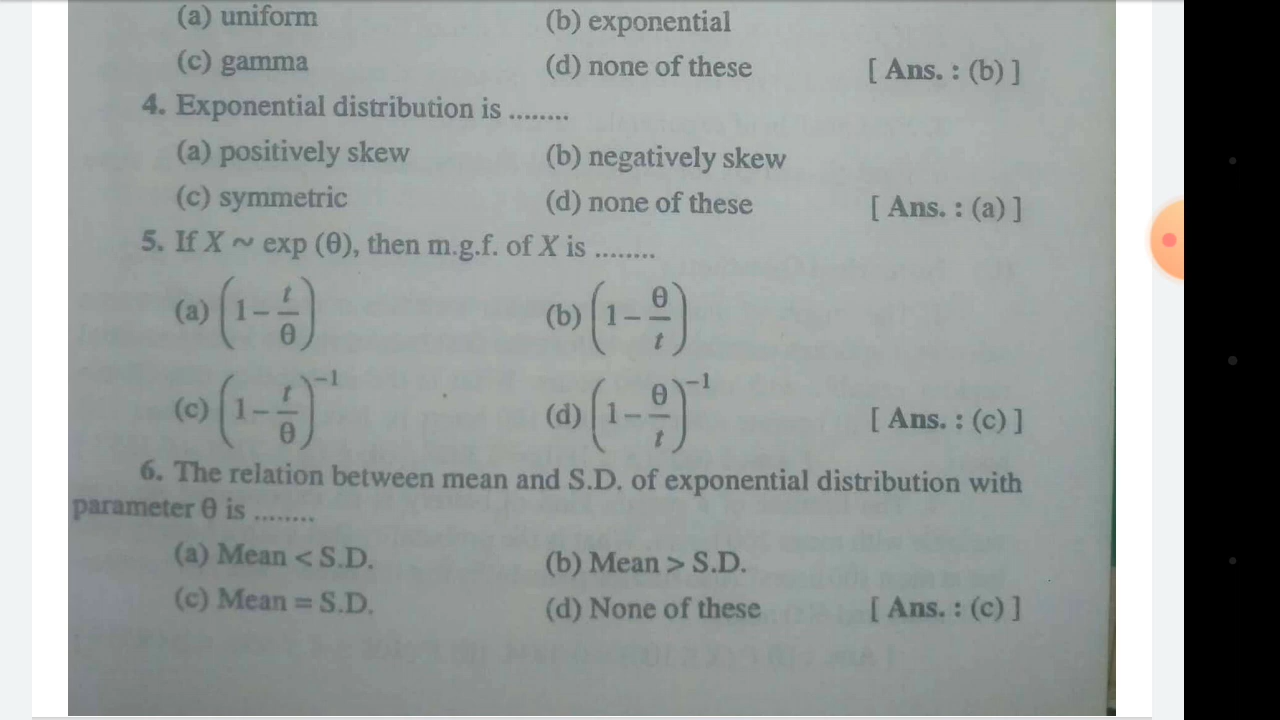 (a) uniform (b) exponential
(c) gamma (d) none of these [ Ans. : (b) ]
4. Exponential distribution is ........
(a) positively skew (b) negatively skew
(c) symmetric (d) none of these [ Ans. : (a) ]
5. If X ~ exp (θ), then m.g.f. of X is ........
(a) (1 – t/θ) (b) (1 – θ/t)
(c) (1 – t/θ)⁻¹ (d) (1 – θ/t)⁻¹ [ Ans. : (c) ]
6. The relation between mean and S.D. of exponential distribution with
parameter θ is ........
(a) Mean < S.D. (b) Mean > S.D.
(c) Mean = S.D. (d) None of these [ Ans. : (c) ]